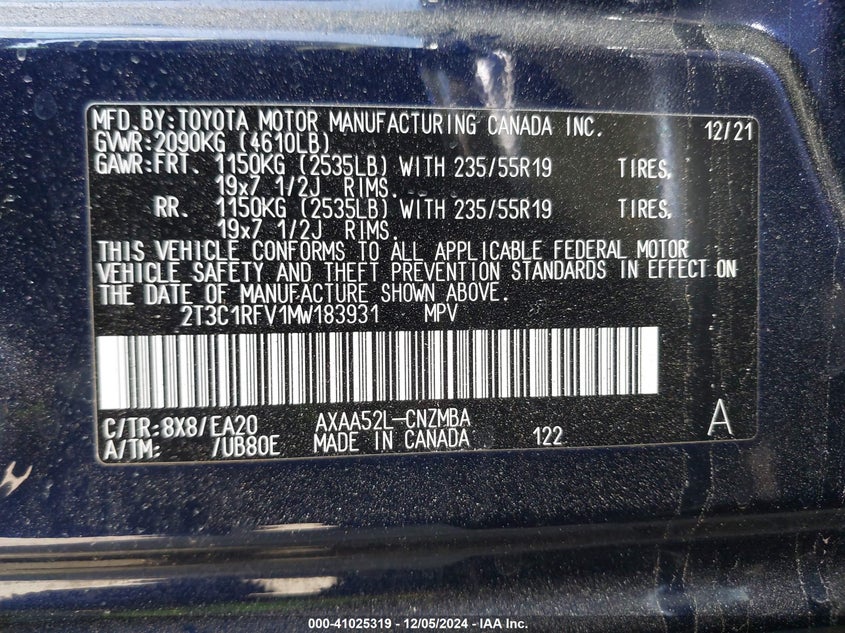 MFD.BY:TOYOTA MOTOR MANUFACTURING CANADA INC. 12/21
GVWR:2090KG (4610LB)
GAWR:FRT. 1150KG (2535LB) WITH 235/55R19 TIRES,
19x7 1/2J RIMS.
RR. 1150KG (2535LB) WITH 235/55R19 TIRES,
19x7 1/2J RIMS.
THIS VEHICLE CONFORMS TO ALL APPLICABLE FEDERAL MOTOR
VEHICLE SAFETY AND THEFT PREVENTION STANDARDS IN EFFECT ON
THE DATE OF MANUFACTURE SHOWN ABOVE.
2T3C1RFV1MW183931 MPV
C/TR:8X8/EA20 AXAA52L-CNZMBA
A/TM: /UB80E MADE IN CANADA 122 A
000-41025319 - 12/05/2024 - IAA Inc.